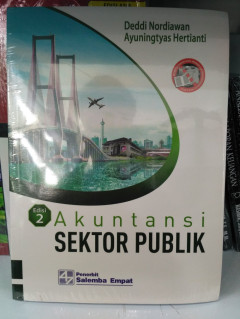 Deddi Nordiawan
Ayuningtyas Hertianti
Edisi
2
Akuntansi
SEKTOR PUBLIK
Penerbit
Salemba Empat